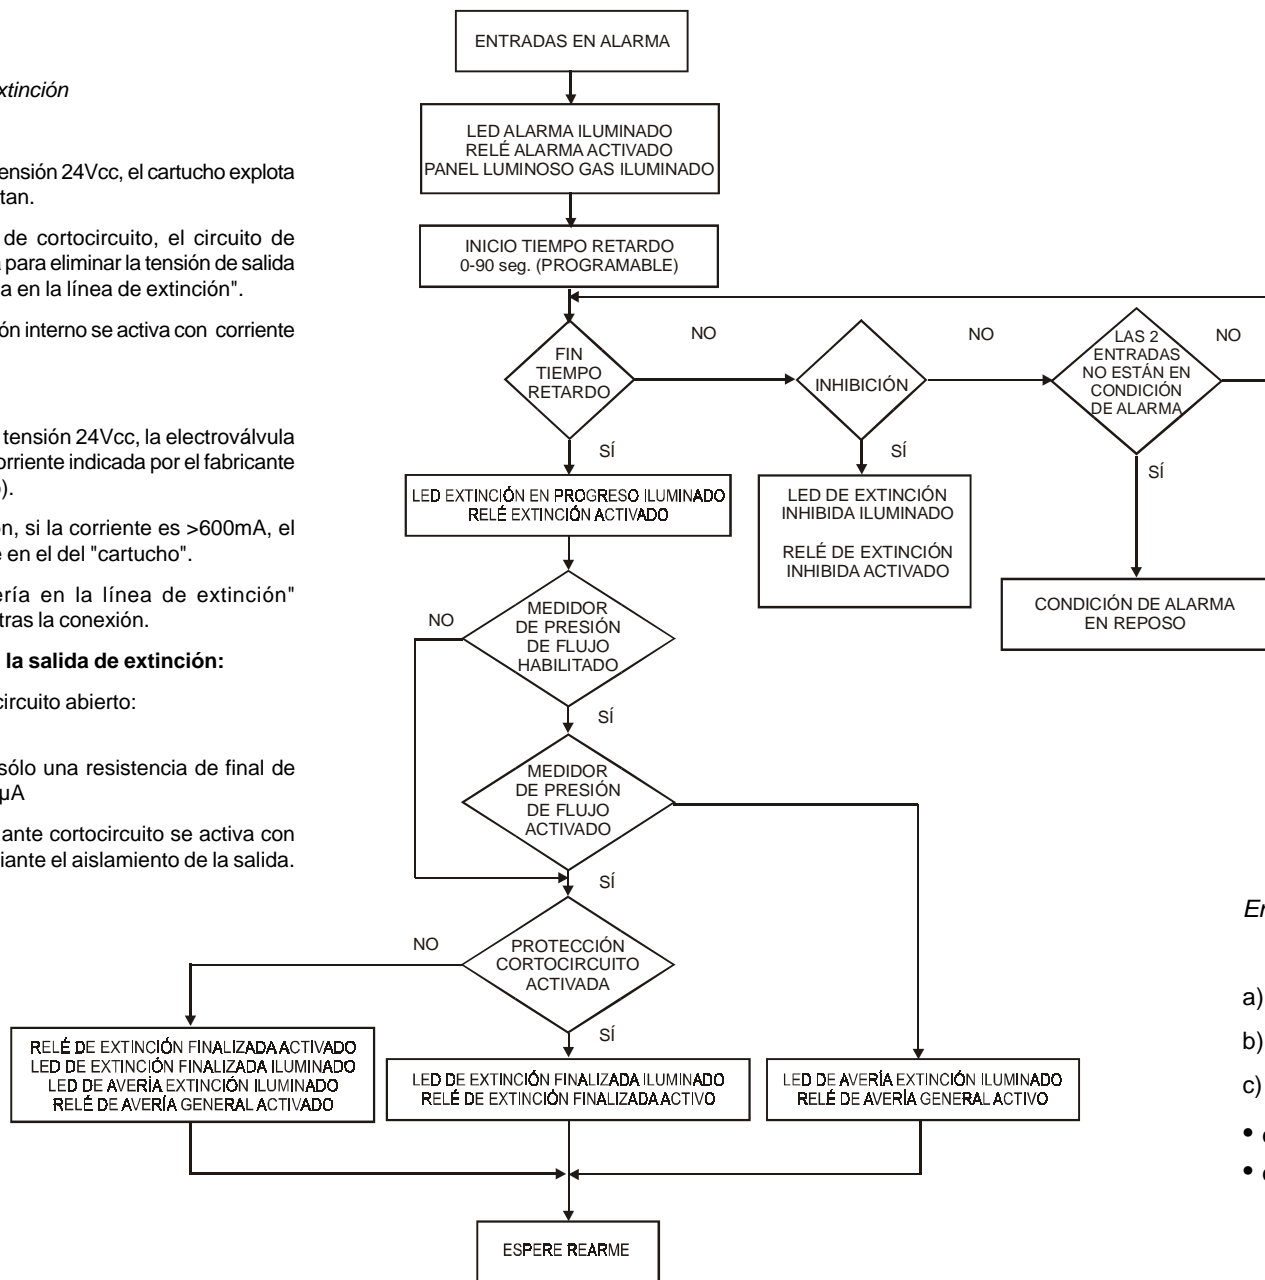 xtinción
ensión 24Vcc, el cartucho explota
tan.
de cortocircuito, el circuito de
para eliminar la tensión de salida
a en la línea de extinción".
ón interno se activa con corriente
tensión 24Vcc, la electroválvula
orriente indicada por el fabricante
).
ón, si la corriente es >600mA, el
e en el del "cartucho".
ería en la línea de extinción"
tras la conexión.
la salida de extinción:
circuito abierto:
sólo una resistencia de final de
µA
ante cortocircuito se activa con
diante el aislamiento de la salida.
ENTRADAS EN ALARMA
LED ALARMA ILUMINADO
RELÉ ALARMA ACTIVADO
PANEL LUMINOSO GAS ILUMINADO
INICIO TIEMPO RETARDO
0-90 seg. (PROGRAMABLE)
FIN
TIEMPO
RETARDO
NO
SÍ
INHIBICIÓN
NO
SÍ
LAS 2
ENTRADAS
NO ESTÁN EN
CONDICIÓN
DE ALARMA
NO
SÍ
LED EXTINCIÓN EN PROGRESO ILUMINADO
RELÉ EXTINCIÓN ACTIVADO
LED DE EXTINCIÓN
INHIBIDA ILUMINADO
RELÉ DE EXTINCIÓN
INHIBIDA ACTIVADO
CONDICIÓN DE ALARMA
EN REPOSO
MEDIDOR
DE PRESIÓN
DE FLUJO
HABILITADO
NO
SÍ
MEDIDOR
DE PRESIÓN
DE FLUJO
ACTIVADO
SÍ
PROTECCIÓN
CORTOCIRCUITO
ACTIVADA
NO
SÍ
RELÉ DE EXTINCIÓN FINALIZADA ACTIVADO
LED DE EXTINCIÓN FINALIZADA ILUMINADO
LED DE AVERÍA EXTINCIÓN ILUMINADO
RELÉ DE AVERÍA GENERAL ACTIVADO
LED DE EXTINCIÓN FINALIZADA ILUMINADO
RELÉ DE EXTINCIÓN FINALIZADA ACTIVO
LED DE AVERÍA EXTINCIÓN ILUMINADO
RELÉ DE AVERÍA GENERAL ACTIVO
ESPERE REARME
a)
b)
c)